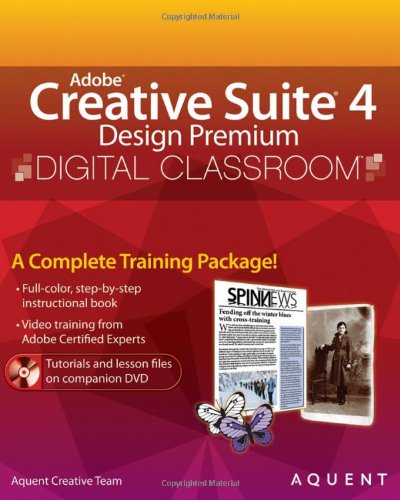 Copyrighted Material
Adobe®
Creative Suite® 4
Design Premium
DIGITAL CLASSROOM™
A Complete Training Package!
• Full-color, step-by-step
instructional book
• Video training from
Adobe Certified Experts
Tutorials and lesson files
on companion DVD
SPINNEWS
Fending off the winter blues
with cross-training
Aquent Creative Team
AQUENT
Copyrighted Material